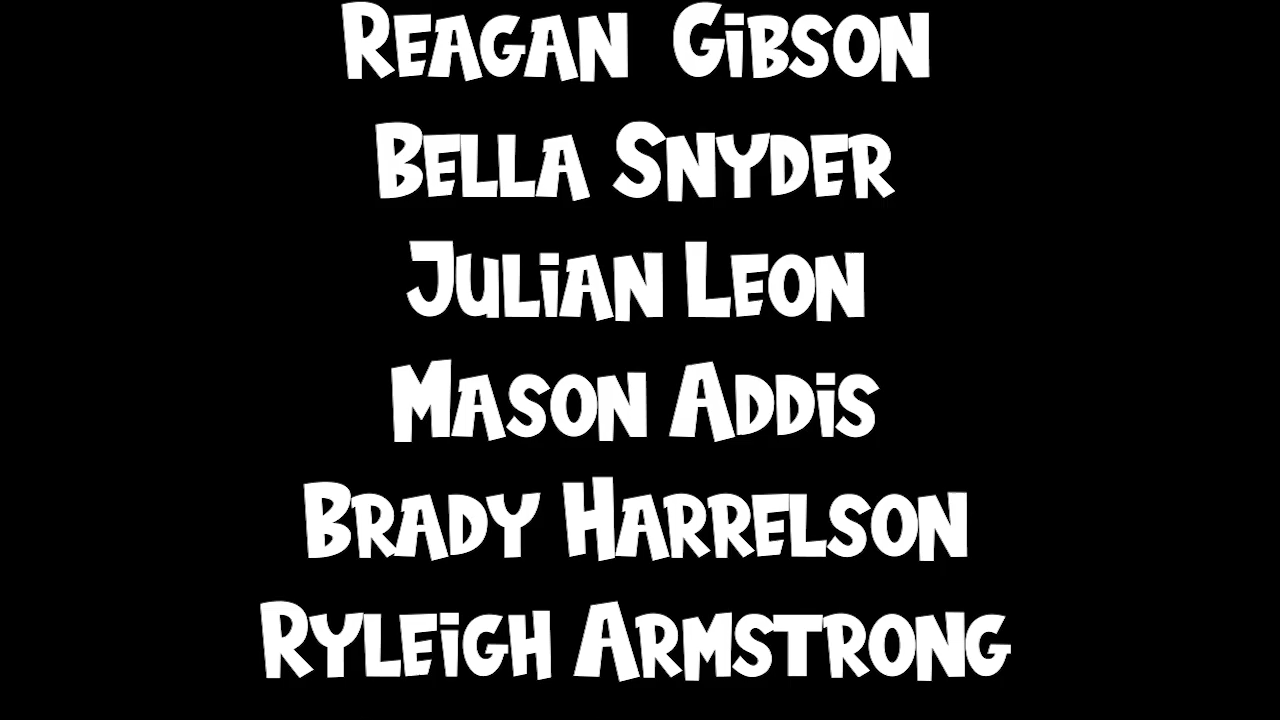 Reagan Gibson
Bella Snyder
Julian Leon
Mason Addis
Brady Harrelson
Ryleigh Armstrong